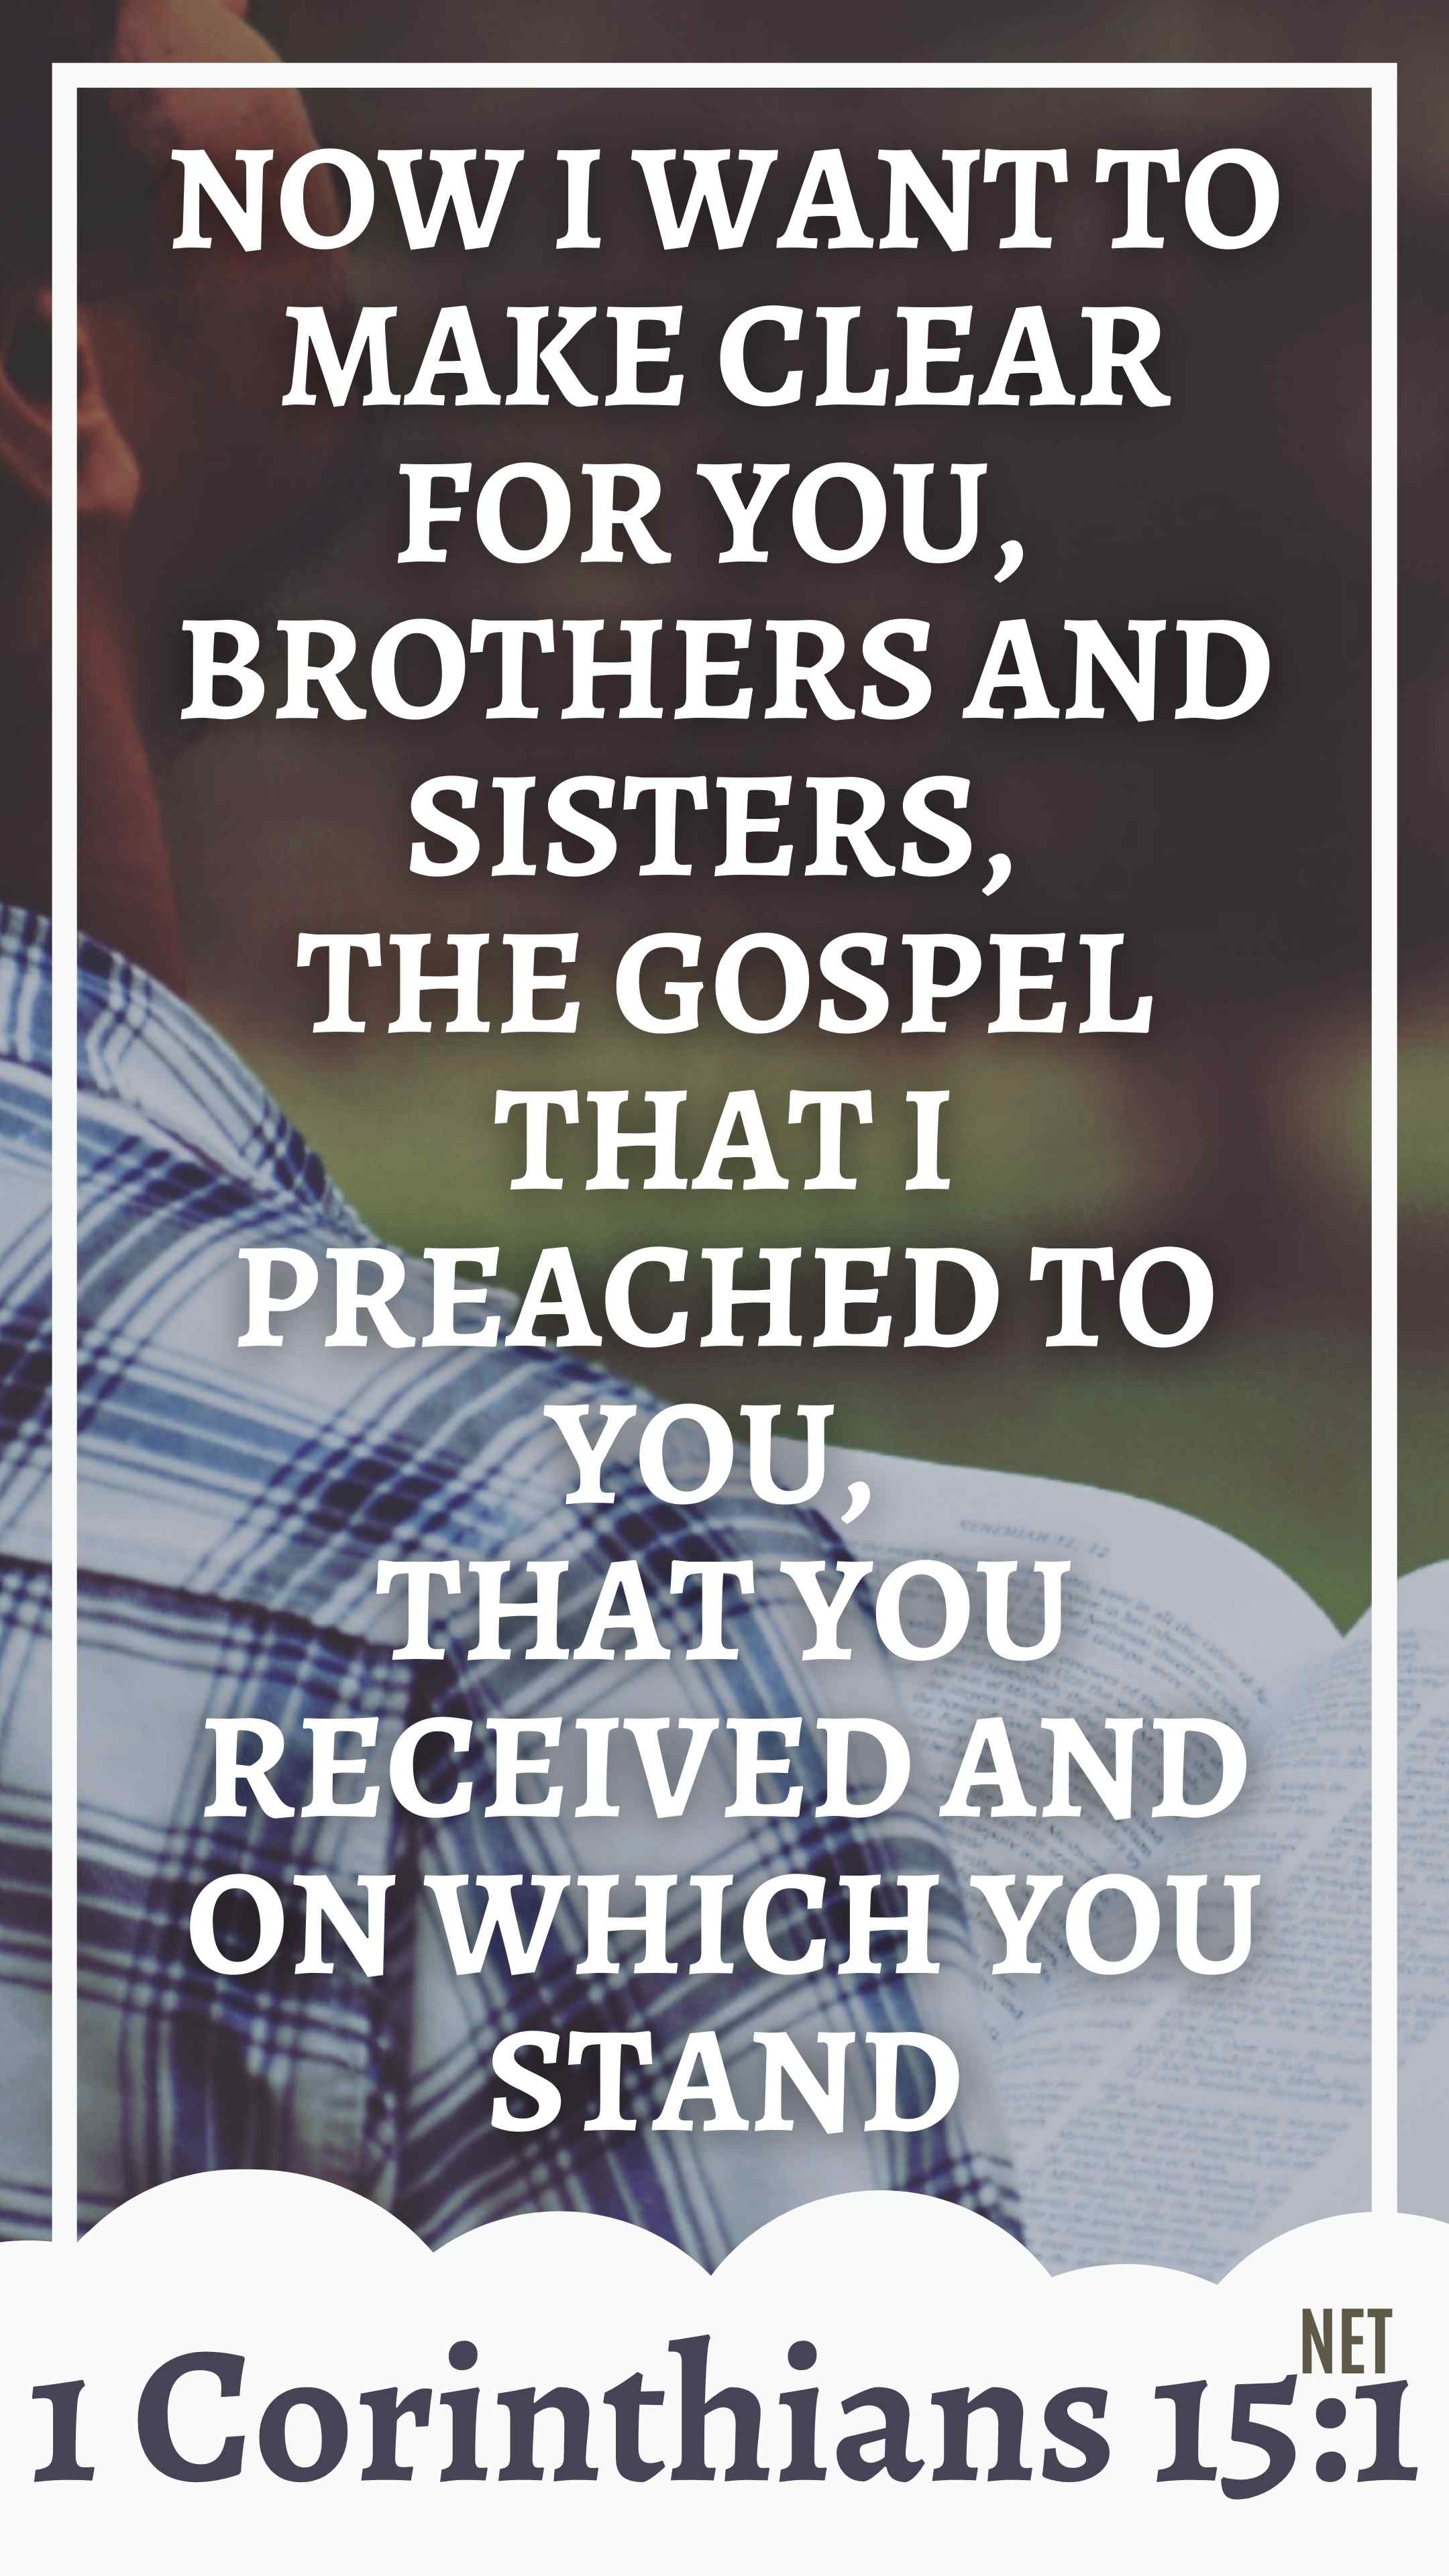 NOW I WANT TO
MAKE CLEAR
FOR YOU,
BROTHERS AND
SISTERS,
THE GOSPEL
THAT I
PREACHED TO
YOU,
THAT YOU
RECEIVED AND
ON WHICH YOU
STAND
NET
1 Corinthians 15:1